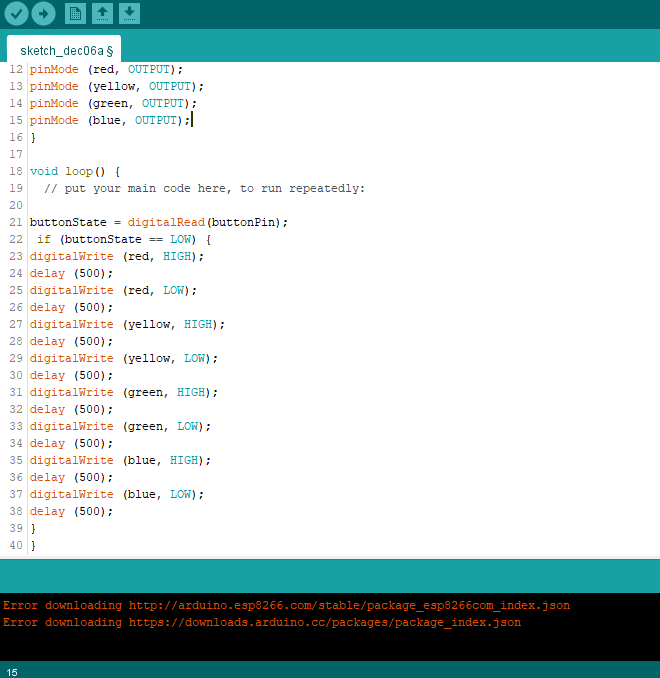 sketch_dec06a §
12 pinMode (red, OUTPUT);
13 pinMode (yellow, OUTPUT);
14 pinMode (green, OUTPUT);
15 pinMode (blue, OUTPUT);
16 }
17
18 void loop() {
19   // put your main code here, to run repeatedly:
20
21 buttonState = digitalRead(buttonPin);
22  if (buttonState == LOW) {
23 digitalWrite (red, HIGH);
24 delay (500);
25 digitalWrite (red, LOW);
26 delay (500);
27 digitalWrite (yellow, HIGH);
28 delay (500);
29 digitalWrite (yellow, LOW);
30 delay (500);
31 digitalWrite (green, HIGH);
32 delay (500);
33 digitalWrite (green, LOW);
34 delay (500);
35 digitalWrite (blue, HIGH);
36 delay (500);
37 digitalWrite (blue, LOW);
38 delay (500);
39 }
40 }
Error downloading http://arduino.esp8266.com/stable/package_esp8266com_index.json
Error downloading https://downloads.arduino.cc/packages/package_index.json
15